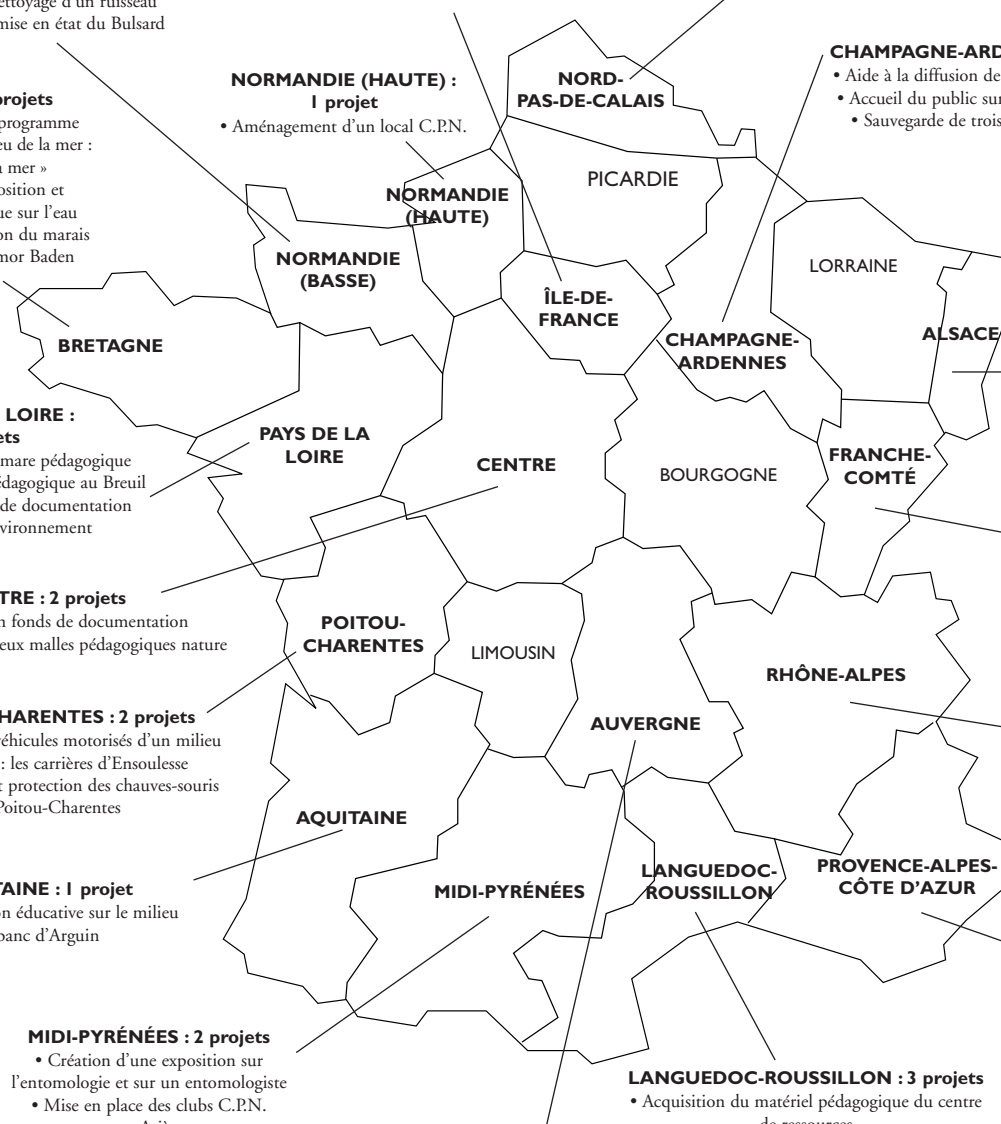 nettoyage d'un ruisseau
mise en état du Bulsard
NORMANDIE (HAUTE) :
1 projet
• Aménagement d'un local C.P.N.
NORD-
PAS-DE-CALAIS
CHAMPAGNE-ARD
• Aide à la diffusion de
• Accueil du public sur
• Sauvegarde de trois
projets
programme
eu de la mer :
mer »
osition et
ue sur l'eau
on du marais
mor Baden
PICARDIE
NORMANDIE
(HAUTE)
NORMANDIE
(BASSE)
LORRAINE
ÎLE-DE-
FRANCE
ALSACE
CHAMPAGNE-
ARDENNES
BRETAGNE
LOIRE :
ets
mare pédagogique
édagogique au Breuil
de documentation
vironnement
PAYS DE LA
LOIRE
CENTRE
BOURGOGNE
FRANCHE-
COMTÉ
TRE : 2 projets
n fonds de documentation
eux malles pédagogiques nature
POITOU-
CHARENTES
LIMOUSIN
RHÔNE-ALPES
AUVERGNE
HARENTES : 2 projets
véhicules motorisés d'un milieu
: les carrières d'Ensoulesse
t protection des chauves-souris
Poitou-Charentes
AQUITAINE
TAINE : 1 projet
on éducative sur le milieu
banc d'Arguin
MIDI-PYRÉNÉES
LANGUEDOC-
ROUSSILLON
PROVENCE-ALPES-
CÔTE D'AZUR
MIDI-PYRÉNÉES : 2 projets
• Création d'une exposition sur
l'entomologie et sur un entomologiste
• Mise en place des clubs C.P.N.
LANGUEDOC-ROUSSILLON : 3 projets
• Acquisition du matériel pédagogique du centre
de ressources